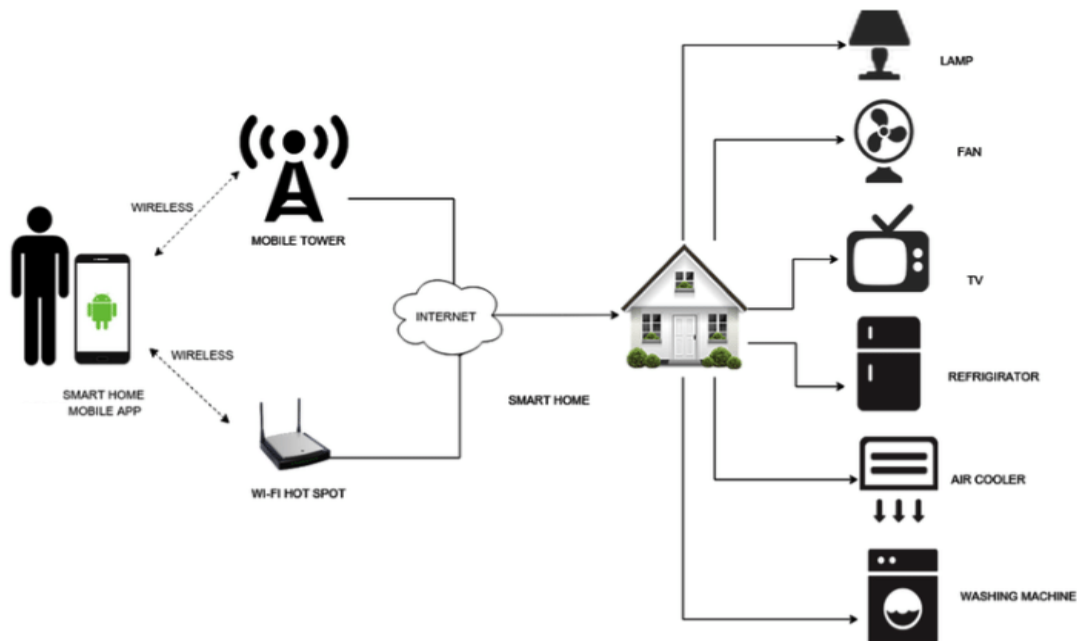 LAMP
FAN
WIRELESS
MOBILE TOWER
TV
INTERNET
WIRELESS
REFRIGIRATOR
SMART HOME
MOBILE APP
SMART HOME
AIR COOLER
WI-FI HOT SPOT
WASHING MACHINE